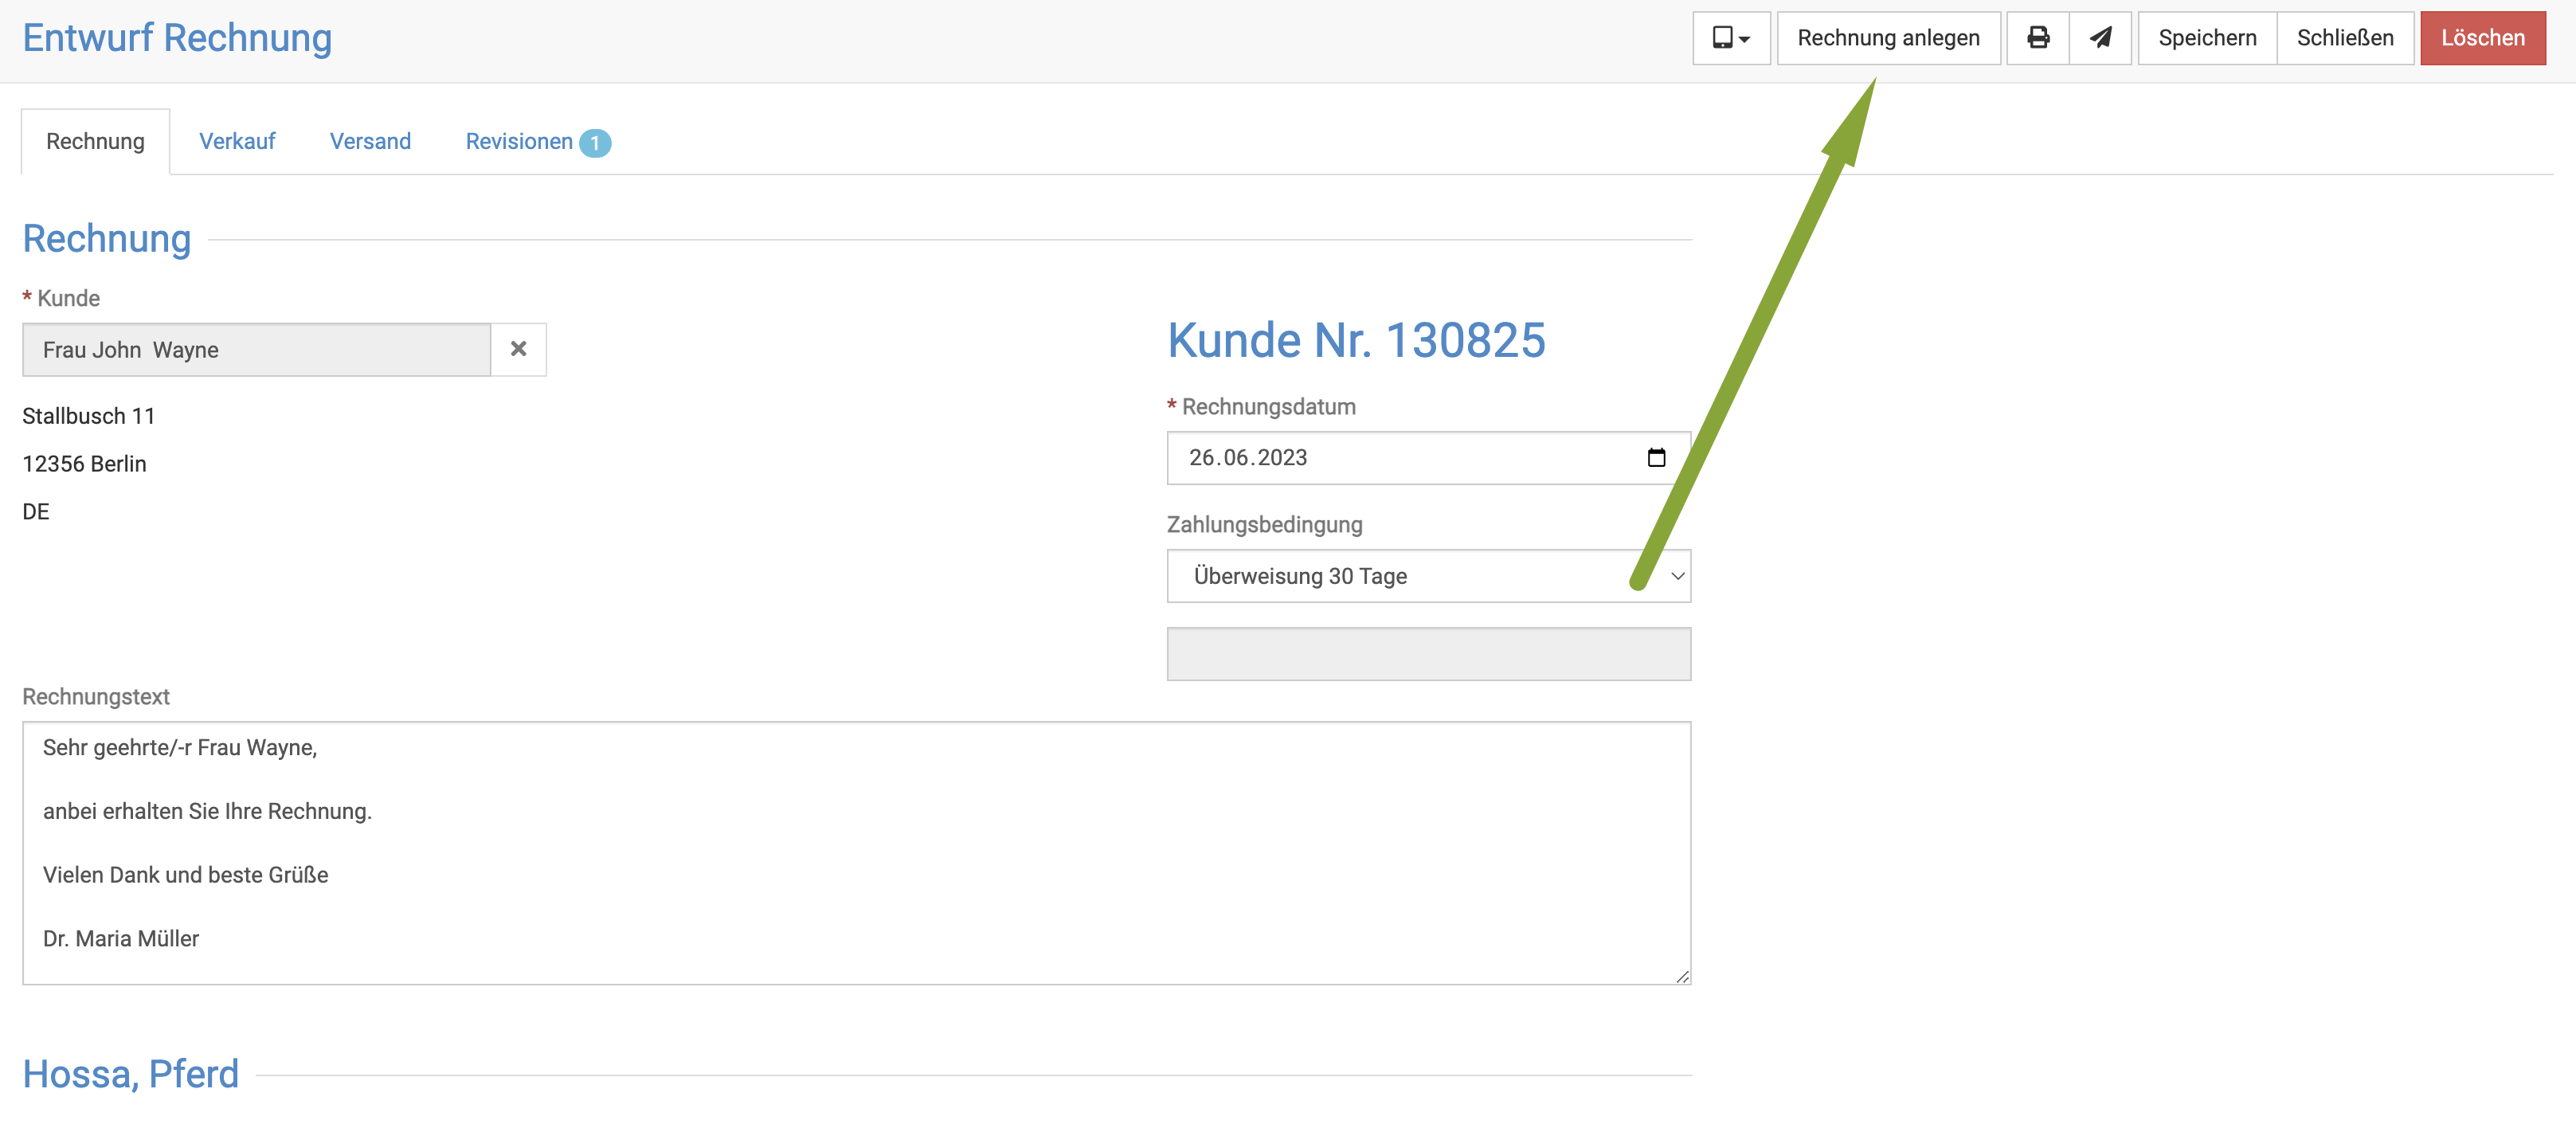 Entwurf Rechnung
Rechnung anlegen Speichern Schließen Löschen
Rechnung Verkauf Versand Revisionen 1
Rechnung
* Kunde
Frau John  Wayne
Stallbusch 11
12356 Berlin
DE
Kunde Nr. 130825
* Rechnungsdatum
26.06.2023
Zahlungsbedingung
Überweisung 30 Tage
Rechnungstext
Sehr geehrte/-r Frau Wayne,
anbei erhalten Sie Ihre Rechnung.
Vielen Dank und beste Grüße
Dr. Maria Müller
Hossa, Pferd